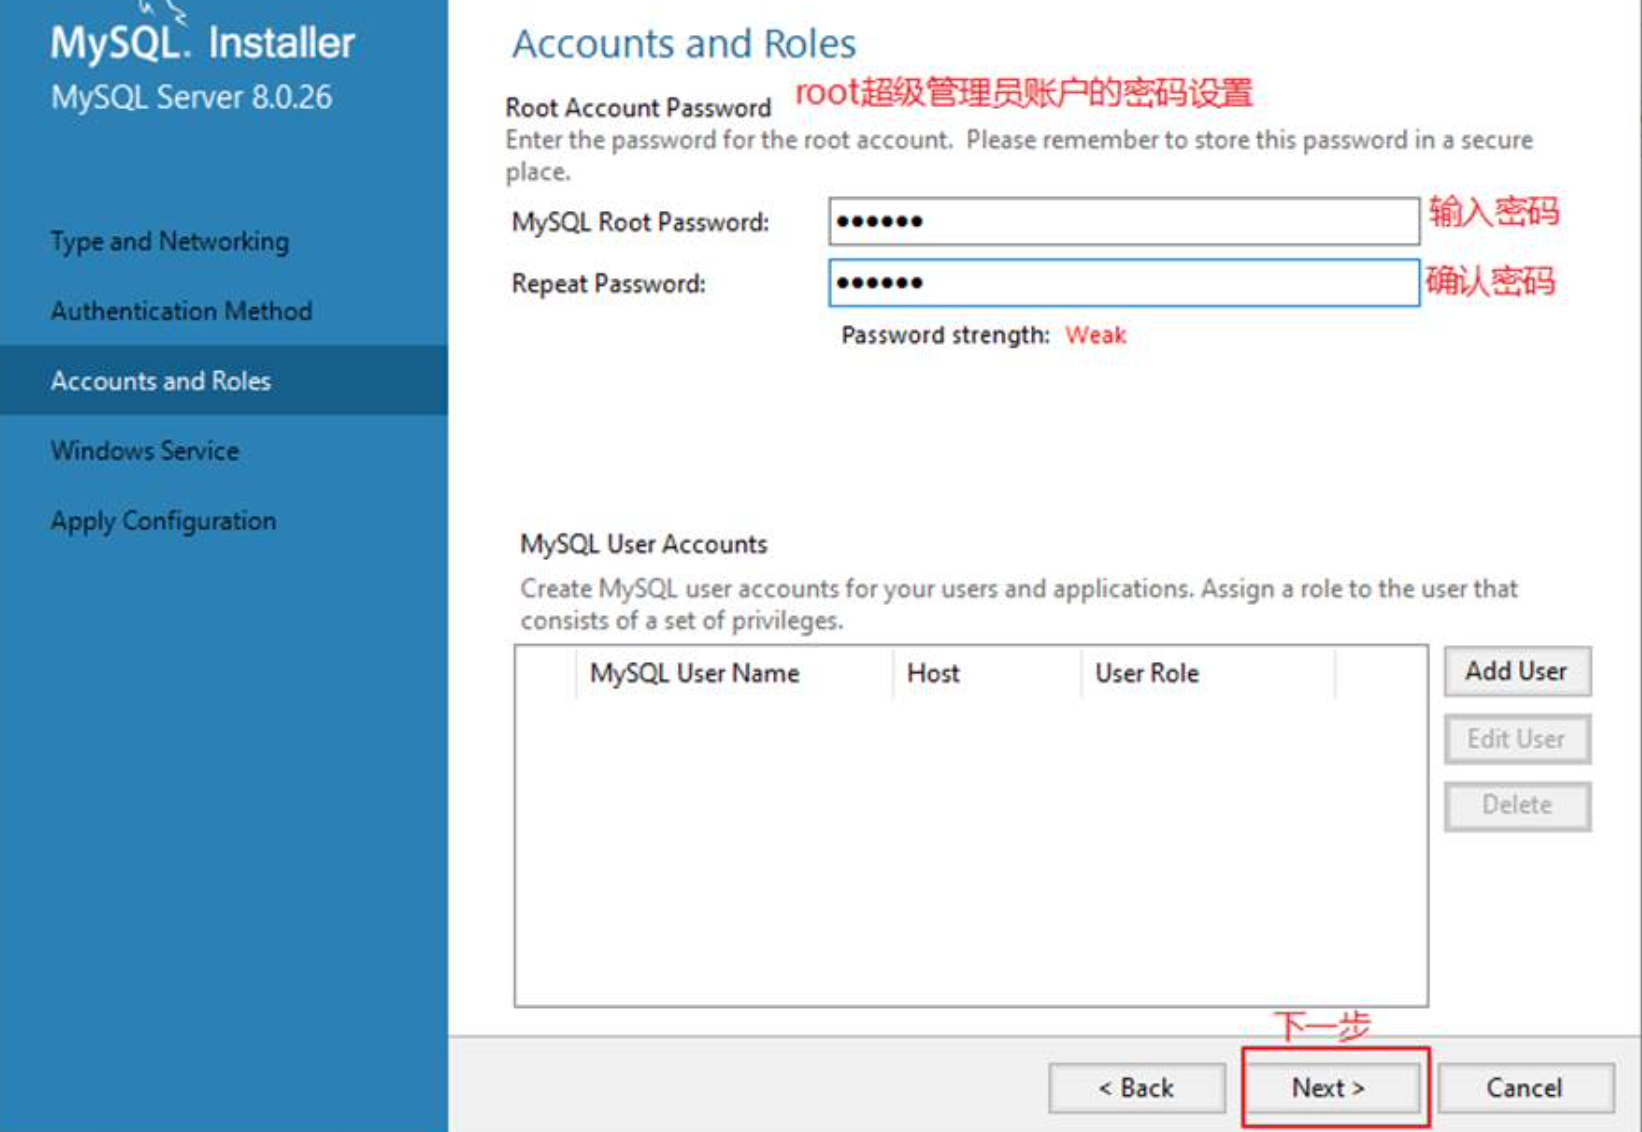 MySQL. Installer
MySQL Server 8.0.26
Type and Networking
Authentication Method
Accounts and Roles
Windows Service
Apply Configuration
Accounts and Roles
root超级管理员账户的密码设置
Root Account Password
Enter the password for the root account. Please remember to store this password in a secure
place.
MySQL Root Password: ●●●●●● 输入密码
Repeat Password: ●●●●●● 确认密码
Password strength: Weak
MySQL User Accounts
Create MySQL user accounts for your users and applications. Assign a role to the user that
consists of a set of privileges.
MySQL User Name Host User Role
Add User
Edit User
Delete
下一步
< Back Next > Cancel